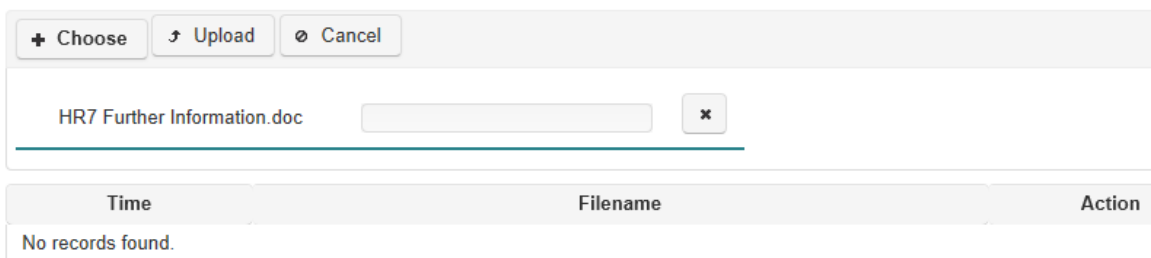 Choose Upload Cancel
HR7 Further Information.doc
Time Filename Action
No records found.